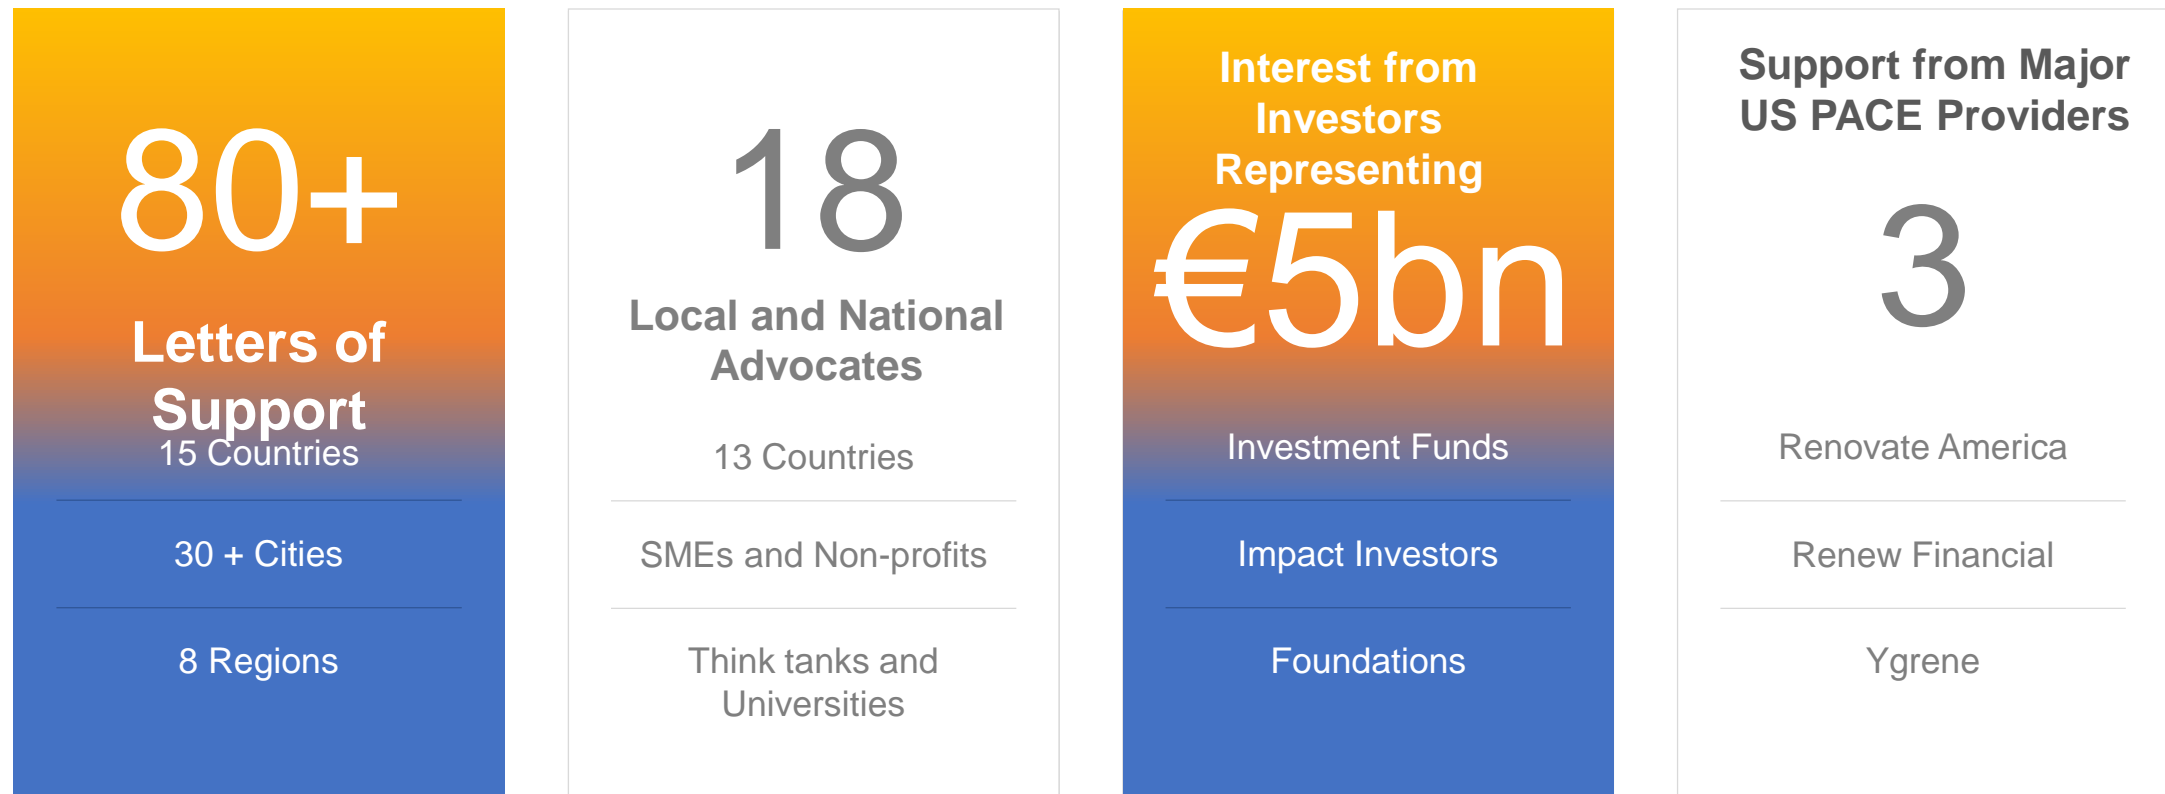 80+
Letters of
Support
15 Countries
30 + Cities
8 Regions
18
Local and National
Advocates
13 Countries
SMEs and Non-profits
Think tanks and
Universities
Interest from
Investors
Representing
€5bn
Investment Funds
Impact Investors
Foundations
Support from Major
US PACE Providers
3
Renovate America
Renew Financial
Ygrene